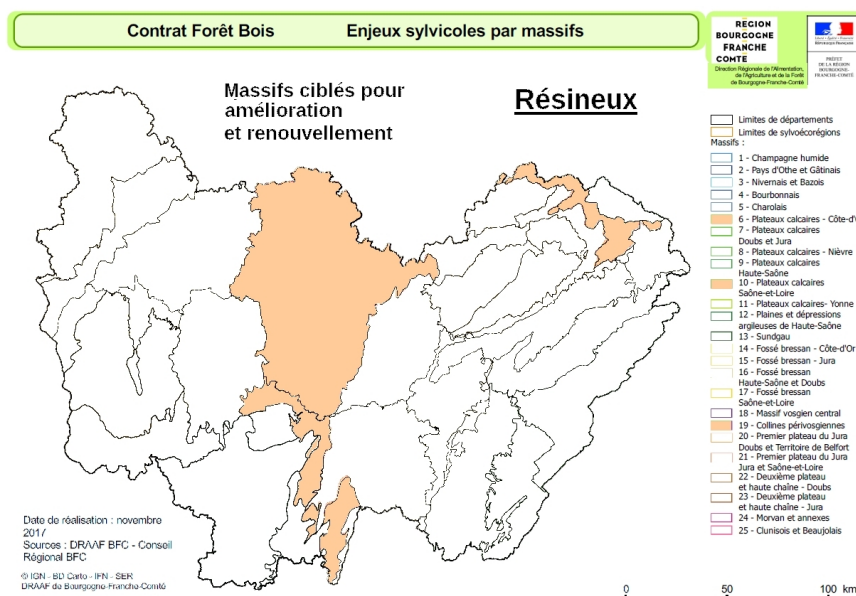 Contrat Forêt Bois Enjeux sylvicoles par massifs
REGION
BOURGOGNE
FRANCHE
COMTE
Direction Régionale de l'Alimentation,
de l'Agriculture et de la Forêt
de Bourgogne-Franche-Comté
RÉPUBLIQUE FRANÇAISE
PRÉFET
DE LA RÉGION
BOURGOGNE-
FRANCHE-COMTÉ
Massifs ciblés pour
amélioration
et renouvellement
Résineux
Limites de départements
Limites de sylvoécorégions
Massifs :
1 - Champagne humide
2 - Pays d'Othe et Gâtinais
3 - Nivernais et Bazois
4 - Bourbonnais
5 - Charolais
6 - Plateaux calcaires - Côte-d'O
7 - Plateaux calcaires
Doubs et Jura
8 - Plateaux calcaires - Nièvre
9 - Plateaux calcaires
Haute-Saône
10 - Plateaux calcaires
Saône-et-Loire
11 - Plateaux calcaires- Yonne
12 - Plaines et dépressions
argileuses de Haute-Saône
13 - Sundgau
14 - Fossé bressan - Côte-d'Or
15 - Fossé bressan - Jura
16 - Fossé bressan
Haute-Saône et Doubs
17 - Fossé bressan
Saône-et-Loire
18 - Massif vosgien central
19 - Collines périvosgiennes
20 - Premier plateau du Jura
Doubs et Territoire de Belfort
21 - Premier plateau du Jura
Jura et Saône-et-Loire
22 - Deuxième plateau
et haute chaîne - Doubs
23 - Deuxième plateau
et haute chaîne - Jura
24 - Morvan et annexes
25 - Clunisois et Beaujolais
Date de réalisation : novembre
2017
Sources : DRAAF BFC - Conseil
Régional BFC
© IGN - BD Carto - IFN - SER
DRAAF de Bourgogne-Franche-Comté
0 50 100 km